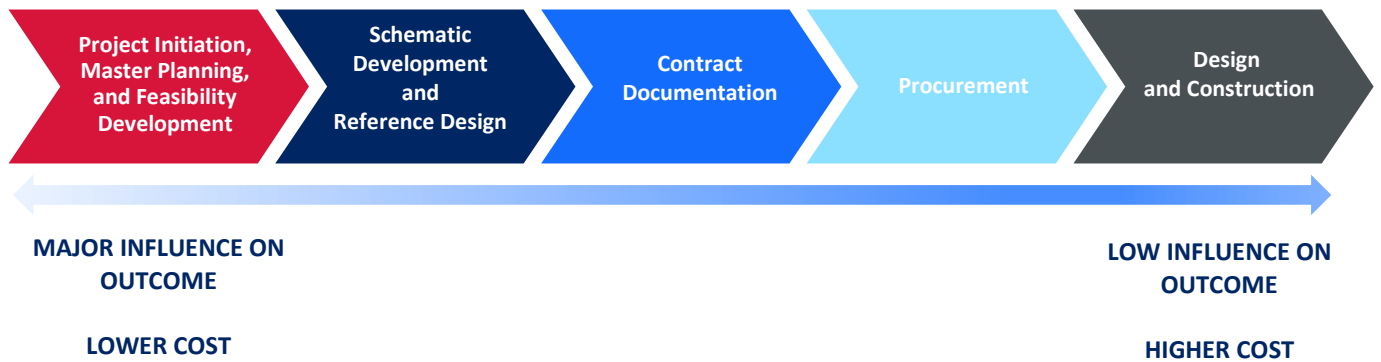 Project Initiation,
Master Planning,
and Feasibility
Development
Schematic
Development
and
Reference Design
Contract
Documentation
Procurement
Design
and Construction
MAJOR INFLUENCE ON
OUTCOME
LOWER COST
LOW INFLUENCE ON
OUTCOME
HIGHER COST